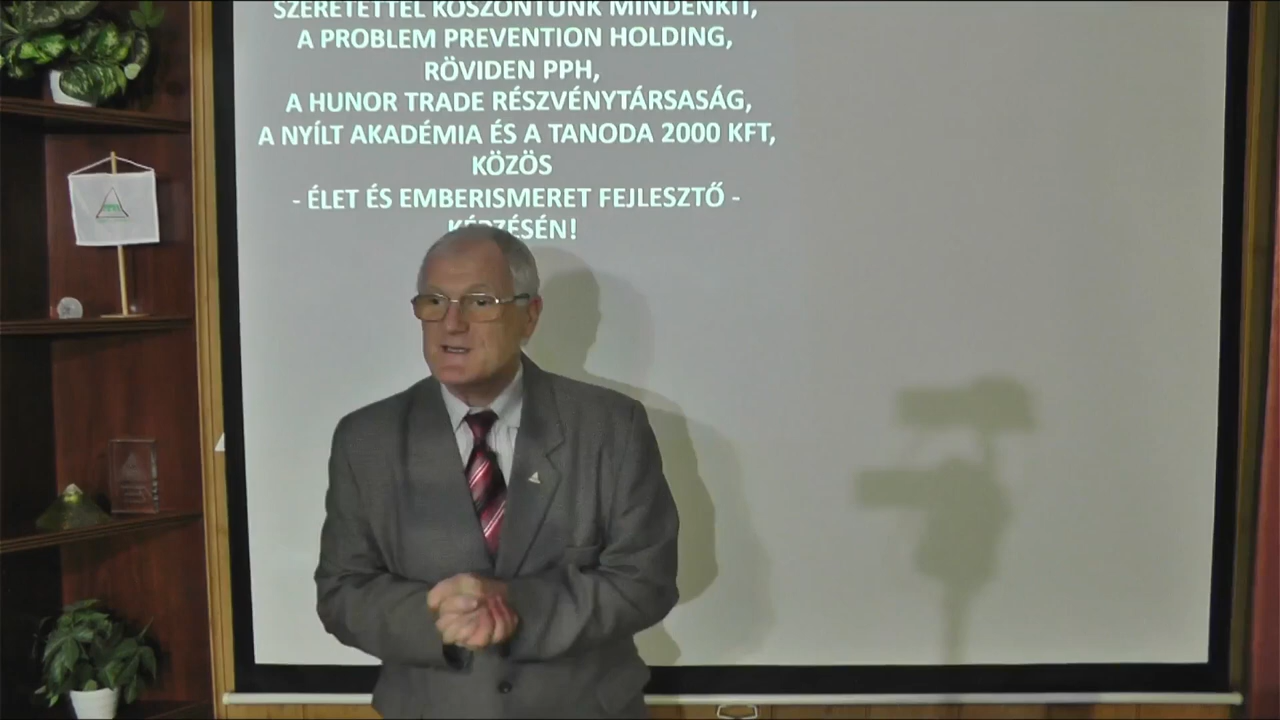 SZERETETTEL KÖSZÖNTÜNK MINDENKIT,
A PROBLEM PREVENTION HOLDING,
RÖVIDEN PPH,
A HUNOR TRADE RÉSZVÉNYTÁRSASÁG,
A NYÍLT AKADÉMIA ÉS A TANODA 2000 KFT,
KÖZÖS
- ÉLET ÉS EMBERISMERET FEJLESZTŐ -
KÉPZÉSÉN!